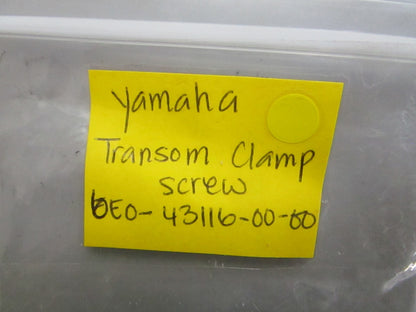 yamaha
Transom Clamp
screw
6E0-43116-00-00